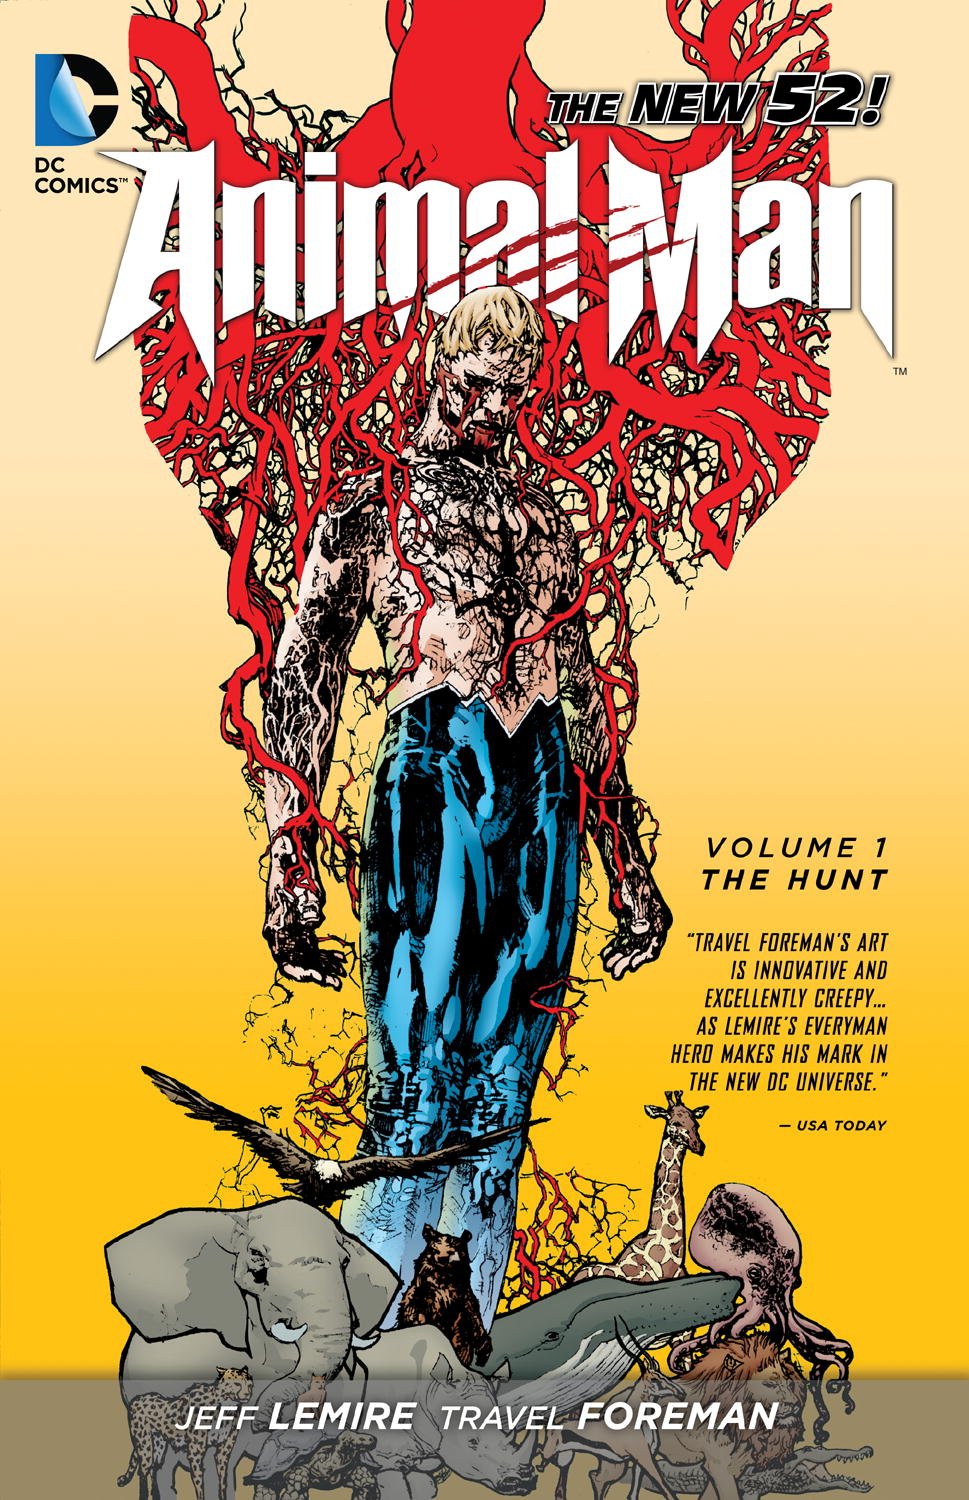 THE NEW 52!
DC
COMICS™
Animal Man
™
VOLUME 1
THE HUNT
“TRAVEL FOREMAN’S ART
IS INNOVATIVE AND
EXCELLENTLY CREEPY...
AS LEMIRE’S EVERYMAN
HERO MAKES HIS MARK IN
THE NEW DC UNIVERSE.”
– USA TODAY
JEFF LEMIRE TRAVEL FOREMAN